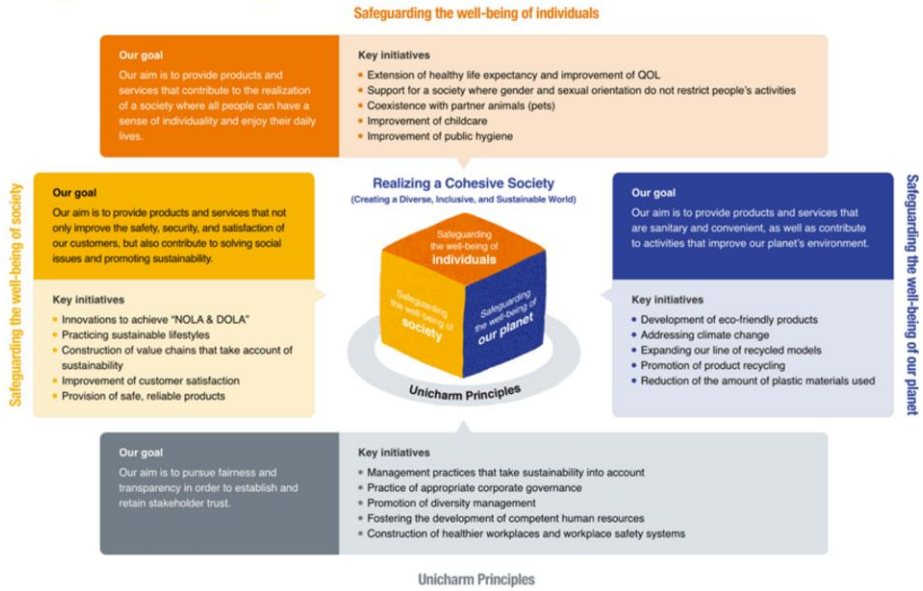 Safeguarding the well-being of individuals
Our goal
Our aim is to provide products and
services that contribute to the realization
of a society where all people can have a
sense of individuality and enjoy their daily
lives.
Key initiatives
• Extension of healthy life expectancy and improvement of QOL
• Support for a society where gender and sexual orientation do not restrict people's activities
• Coexistence with partner animals (pets)
• Improvement of childcare
• Improvement of public hygiene
Safeguarding the well-being of society
Our goal
Our aim is to provide products and services that not
only improve the safety, security, and satisfaction of
our customers, but also contribute to solving social
issues and promoting sustainability.
Key initiatives
• Innovations to achieve "NOLA & DOLA"
• Practicing sustainable lifestyles
• Construction of value chains that take account of
sustainability
• Improvement of customer satisfaction
• Provision of safe, reliable products
Realizing a Cohesive Society
(Creating a Diverse, Inclusive, and Sustainable World)
Safeguarding
the well-being of
individuals
Safeguarding
the well-being of
society
Safeguarding
the well-being of
our planet
Unicharm Principles
Our goal
Our aim is to provide products and services that
are sanitary and convenient, as well as contribute
to activities that improve our planet's environment.
Key initiatives
• Development of eco-friendly products
• Addressing climate change
• Expanding our line of recycled models
• Promotion of product recycling
• Reduction of the amount of plastic materials used
Safeguarding the well-being of our planet
Our goal
Our aim is to pursue fairness and
transparency in order to establish and
retain stakeholder trust.
Key initiatives
• Management practices that take sustainability into account
• Practice of appropriate corporate governance
• Promotion of diversity management
• Fostering the development of competent human resources
• Construction of healthier workplaces and workplace safety systems
Unicharm Principles